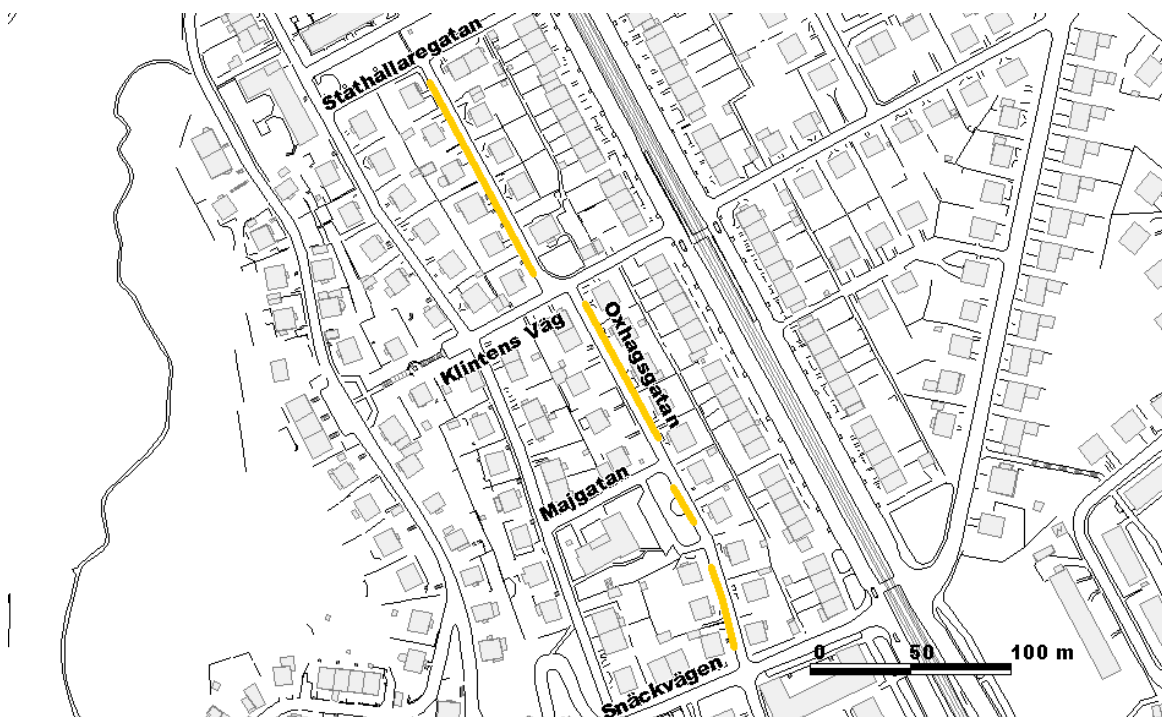 Ståthållaregatan
Oxhagsgatan
Klintens Väg
Majgatan
Snäckvägen
0 50 100 m